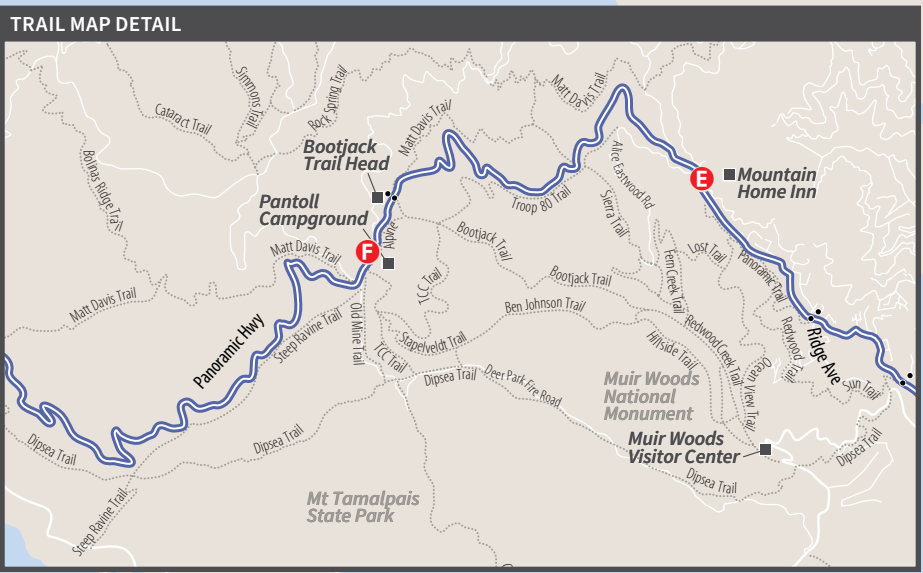 TRAIL MAP DETAIL
Matt Davis Trail
Simmons Trail
Rock Spring Trail
Cataract Trail
Matt Davis Trail
Bootjack
Trail Head
Alice Eastwood Rd
Bolinas Ridge Trail
E
Mountain
Home Inn
Pantoll
Campground
Troop 80 Trail
Sierra Trail
Alpine
Bootjack Trail
F
Matt Davis Trail
Lost Trail
Panoramic Trail
Fern Creek Trail
TCC Trail
Bootjack Trail
Matt Davis Trail
Ben Johnson Trail
Panoramic Hwy
Steep Ravine Trail
Old Mine Trail
Stapelveldt Trail
TCC Trail
Hillside Trail
Redwood Creek Trail
Redwood Trail
Ridge Ave
Ocean View Trail
Sun Trail
Dipsea Trail
Deer Park Fire Road
Muir Woods
National
Monument
Dipsea Trail
Dipsea Trail
Muir Woods
Visitor Center
Dipsea Trail
Dipsea Trail
Mt Tamalpais
State Park
Steep Ravine Trail